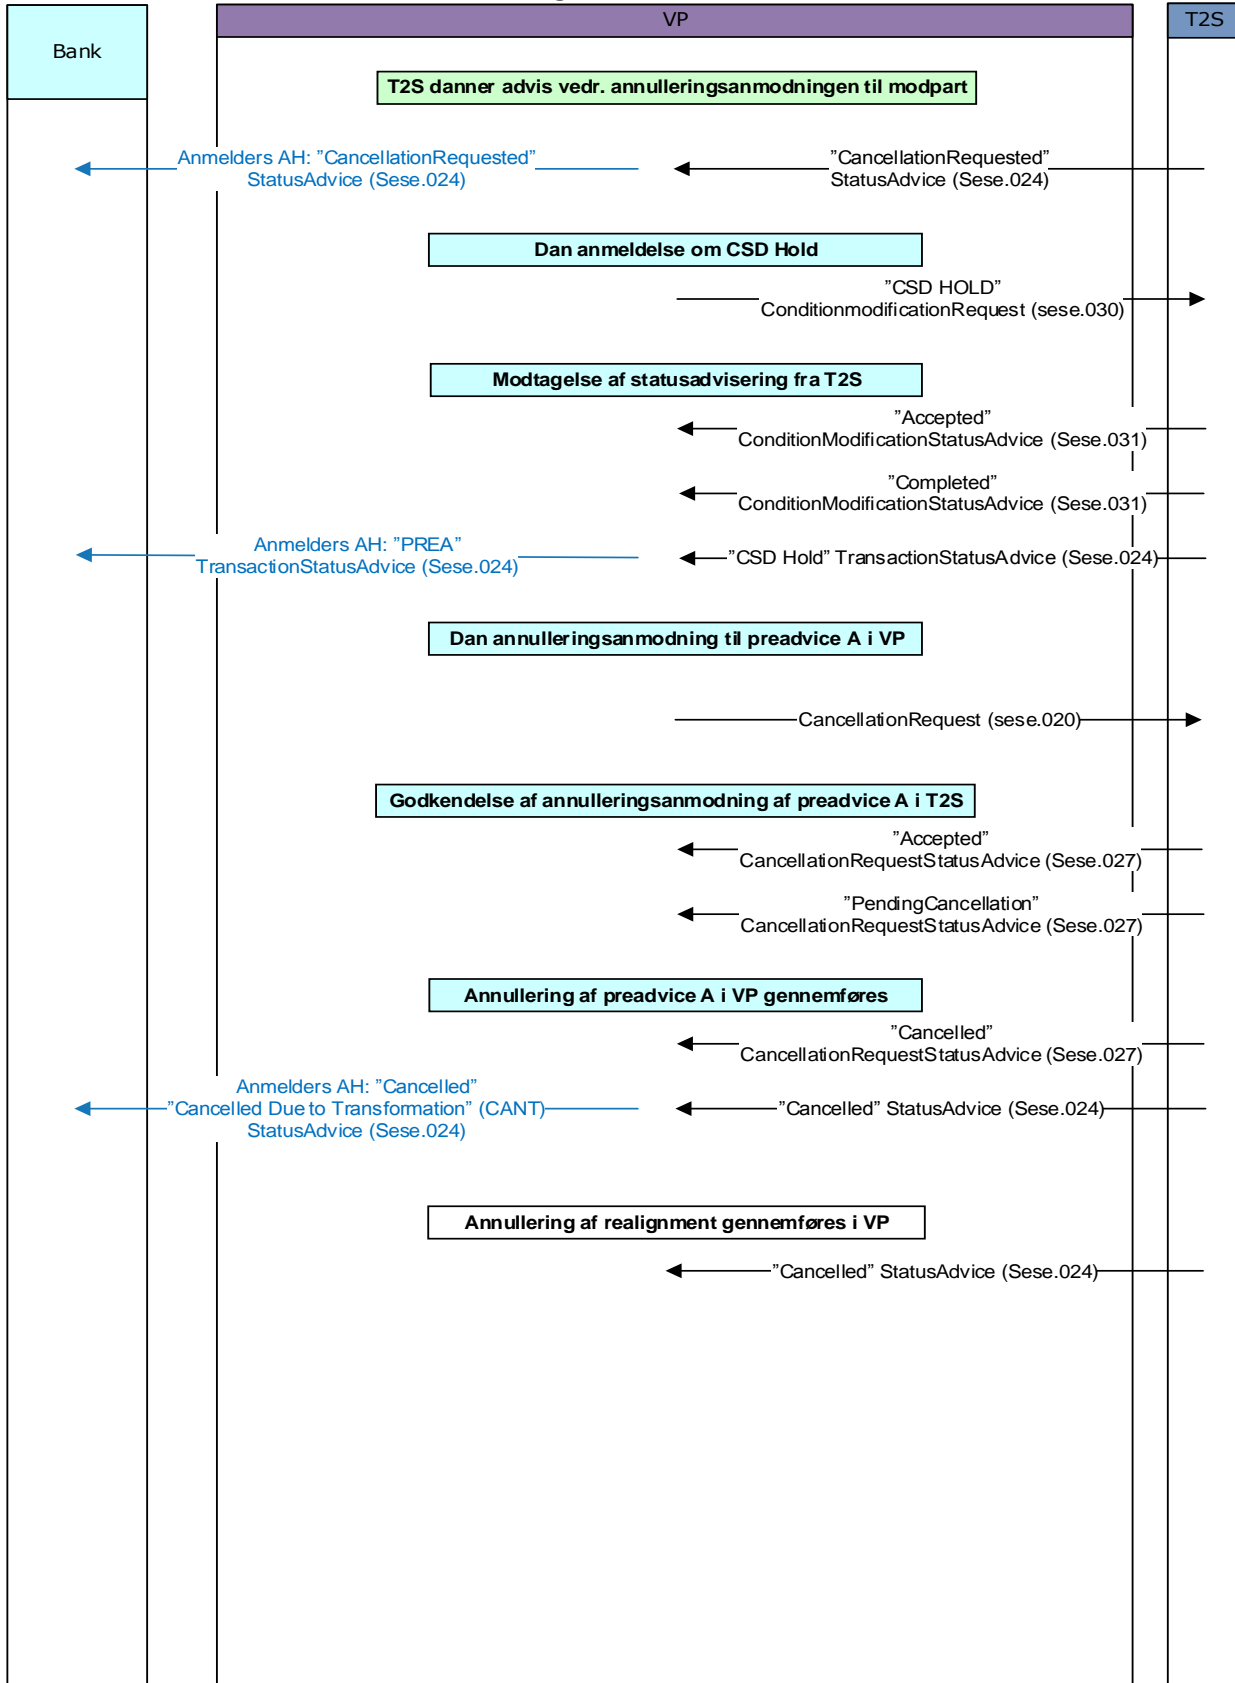 VP
T2S
Bank
T2S danner advis vedr. annulleringsanmodningen til modpart
Anmelders AH: ”CancellationRequested”
StatusAdvice (Sese.024)
”CancellationRequested”
StatusAdvice (Sese.024)
Dan anmeldelse om CSD Hold
”CSD HOLD”
ConditionmodificationRequest (sese.030)
Modtagelse af statusadvisering fra T2S
”Accepted”
ConditionModificationStatusAdvice (Sese.031)
”Completed”
ConditionModificationStatusAdvice (Sese.031)
Anmelders AH: ”PREA”
TransactionStatusAdvice (Sese.024)
”CSD Hold” TransactionStatusAdvice (Sese.024)
Dan annulleringsanmodning til preadvice A i VP
CancellationRequest (sese.020)
Godkendelse af annulleringsanmodning af preadvice A i T2S
”Accepted”
CancellationRequestStatusAdvice (Sese.027)
”PendingCancellation”
CancellationRequestStatusAdvice (Sese.027)
Annullering af preadvice A i VP gennemføres
”Cancelled”
CancellationRequestStatusAdvice (Sese.027)
Anmelders AH: ”Cancelled”
”Cancelled Due to Transformation” (CANT)
StatusAdvice (Sese.024)
”Cancelled” StatusAdvice (Sese.024)
Annullering af realignment gennemføres i VP
”Cancelled” StatusAdvice (Sese.024)